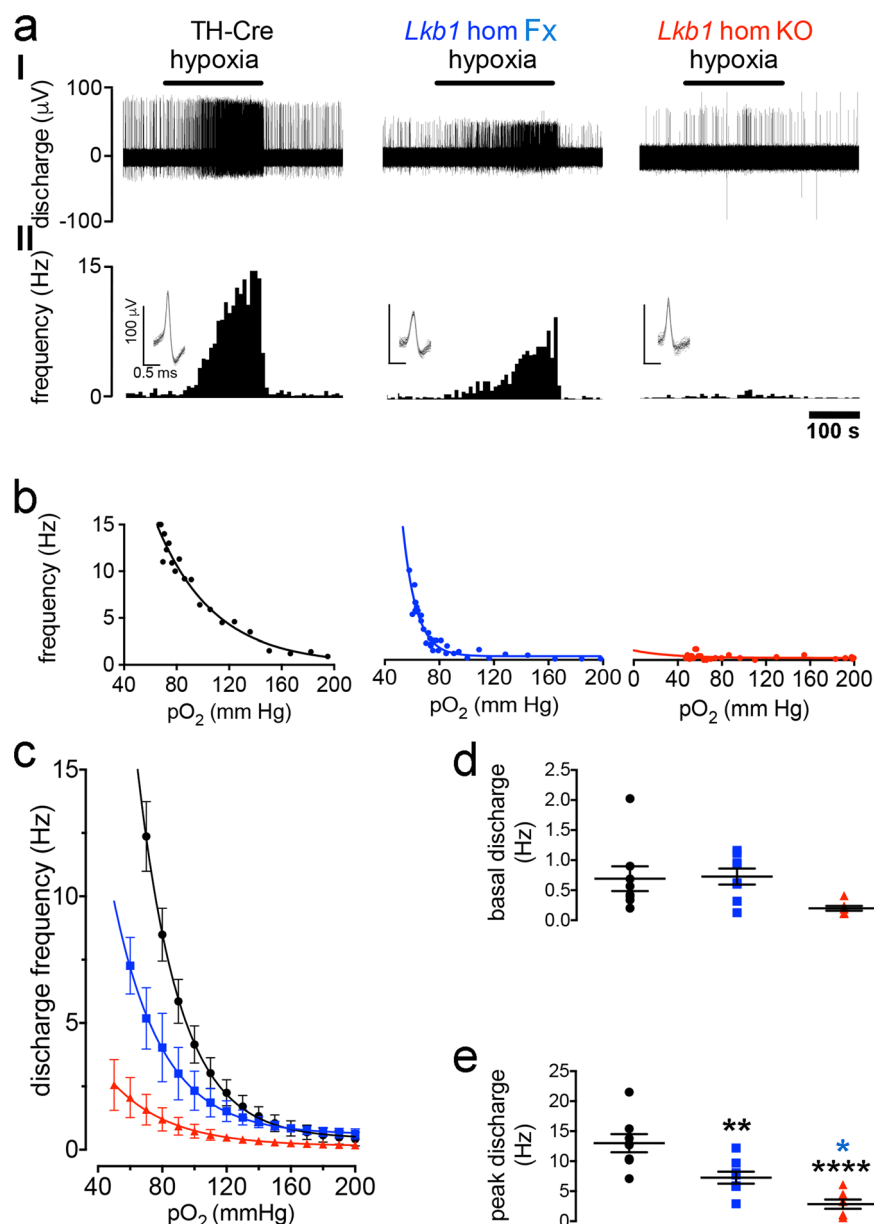 a
TH-Cre Lkb1 hom Fx Lkb1 hom KO
hypoxia hypoxia hypoxia
I
discharge (µV)
100
0
-100
II
frequency (Hz)
15
0
100 µV
0.5 ms
100 s
b
frequency (Hz)
15
10
5
0
40 80 120 160 200 40 80 120 160 200 0 40 80 120 160 200
pO2 (mm Hg) pO2 (mm Hg) pO2 (mm Hg)
c
discharge frequency (Hz)
15
10
5
0
40 80 120 160 200
pO2 (mmHg)
d
basal discharge (Hz)
2.5
2.0
1.5
1.0
0.5
0.0
e
peak discharge (Hz)
25
20
15
10
5
0
**
*
****